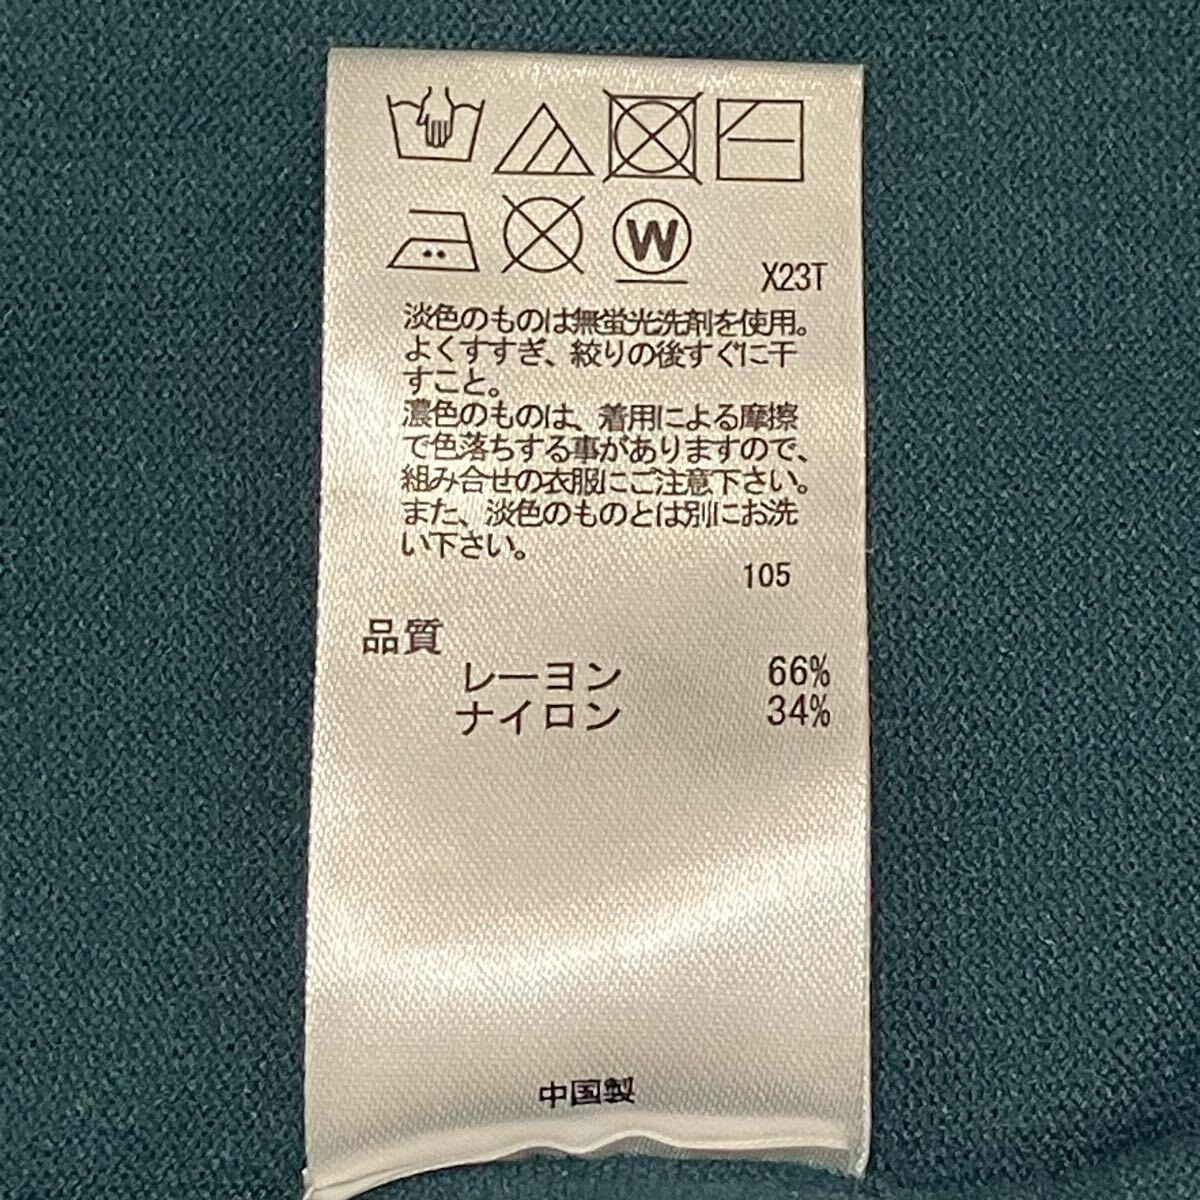 W
X23T
淡色のものは無蛍光洗剤を使用。
よくすすぎ、絞りの後すぐに干
すこと。
濃色のものは、着用による摩擦
で色落ちする事がありますので、
組み合せの衣服にご注意下さい。
また、淡色のものとは別にお洗
い下さい。
105
品質
レーヨン 66%
ナイロン 34%
中国製